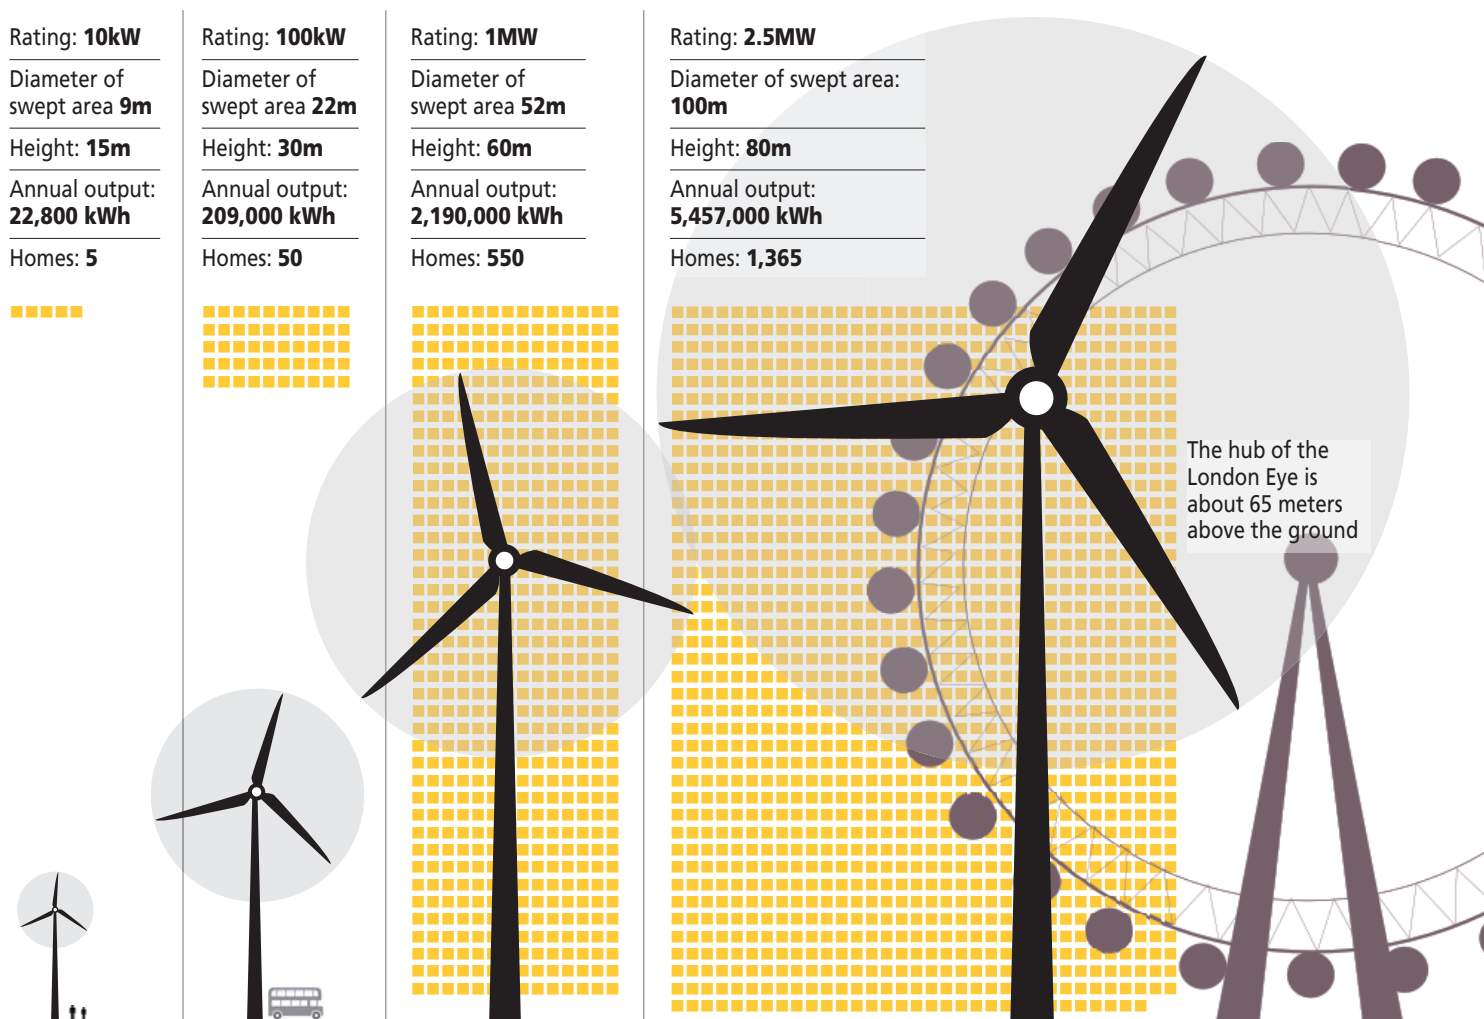 Rating: 10kW
Diameter of
swept area 9m
Height: 15m
Annual output:
22,800 kWh
Homes: 5
Rating: 100kW
Diameter of
swept area 22m
Height: 30m
Annual output:
209,000 kWh
Homes: 50
Rating: 1MW
Diameter of
swept area 52m
Height: 60m
Annual output:
2,190,000 kWh
Homes: 550
Rating: 2.5MW
Diameter of swept area:
100m
Height: 80m
Annual output:
5,457,000 kWh
Homes: 1,365
The hub of the
London Eye is
about 65 meters
above the ground